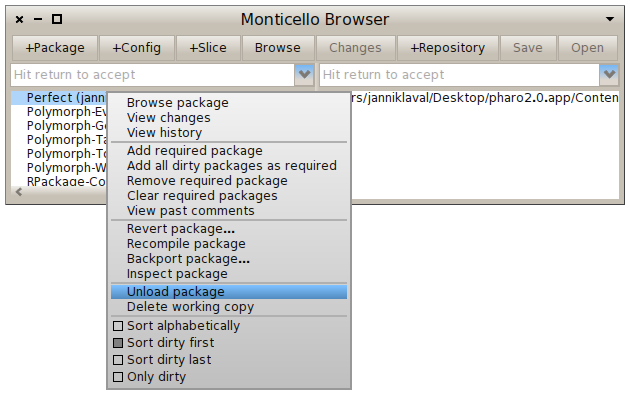 Monticello Browser
+Package +Config +Slice Browse Changes +Repository Save Open
Hit return to accept Hit return to accept
Perfect (janni
rs/janniklaval/Desktop/pharo2.0.app/Conten
Polymorph-Ev
Polymorph-Ge
Polymorph-Ta
Polymorph-To
Polymorph-W
RPackage-Co
Browse package
View changes
View history
Add required package
Add all dirty packages as required
Remove required package
Clear required packages
View past comments
Revert package...
Recompile package
Backport package...
Inspect package
Unload package
Delete working copy
Sort alphabetically
Sort dirty first
Sort dirty last
Only dirty